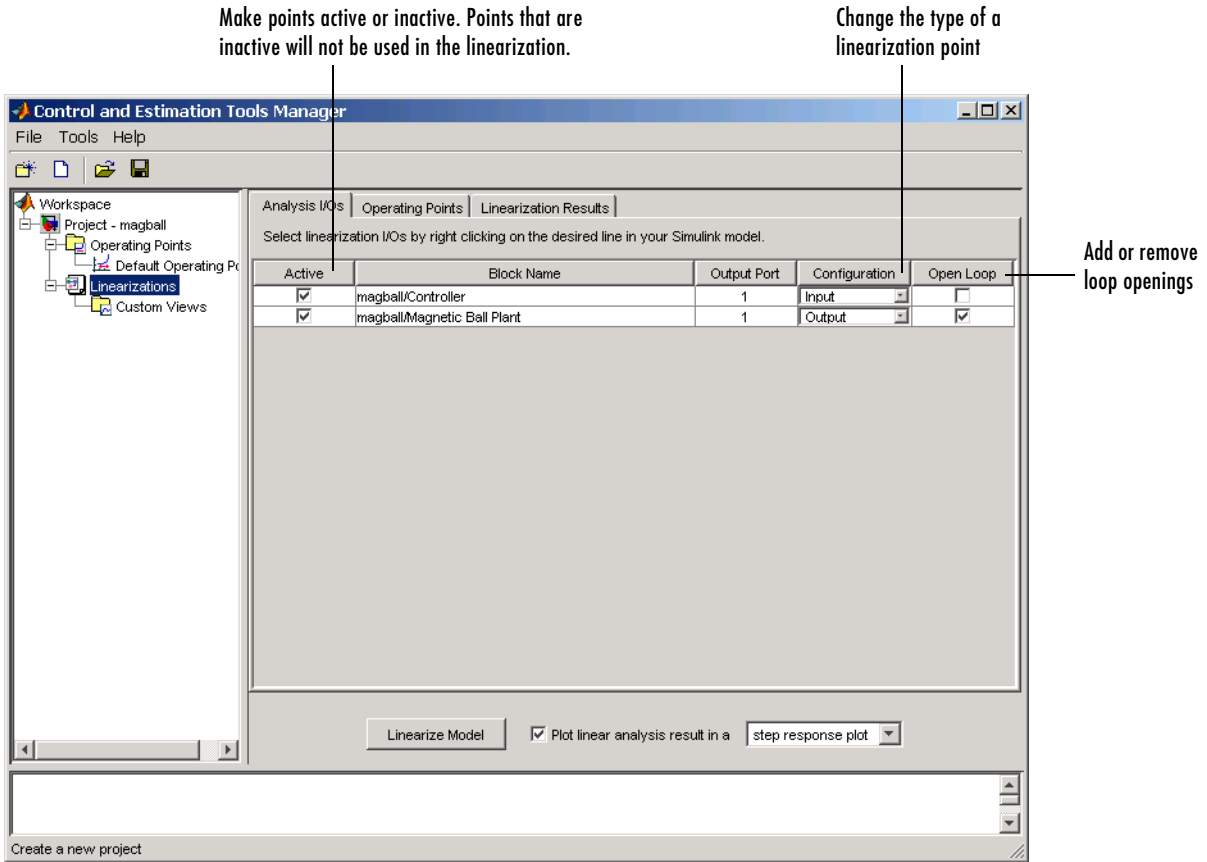 Make points active or inactive. Points that are
inactive will not be used in the linearization.
Change the type of a
linearization point
Control and Estimation Tools Manager
File Tools Help
Workspace
Project - magball
Operating Points
Default Operating Po
Linearizations
Custom Views
Analysis I/Os Operating Points Linearization Results
Select linearization I/Os by right clicking on the desired line in your Simulink model.
Active Block Name Output Port Configuration Open Loop
magball/Controller 1 Input
magball/Magnetic Ball Plant 1 Output
Add or remove
loop openings
Linearize Model Plot linear analysis result in a step response plot
Create a new project